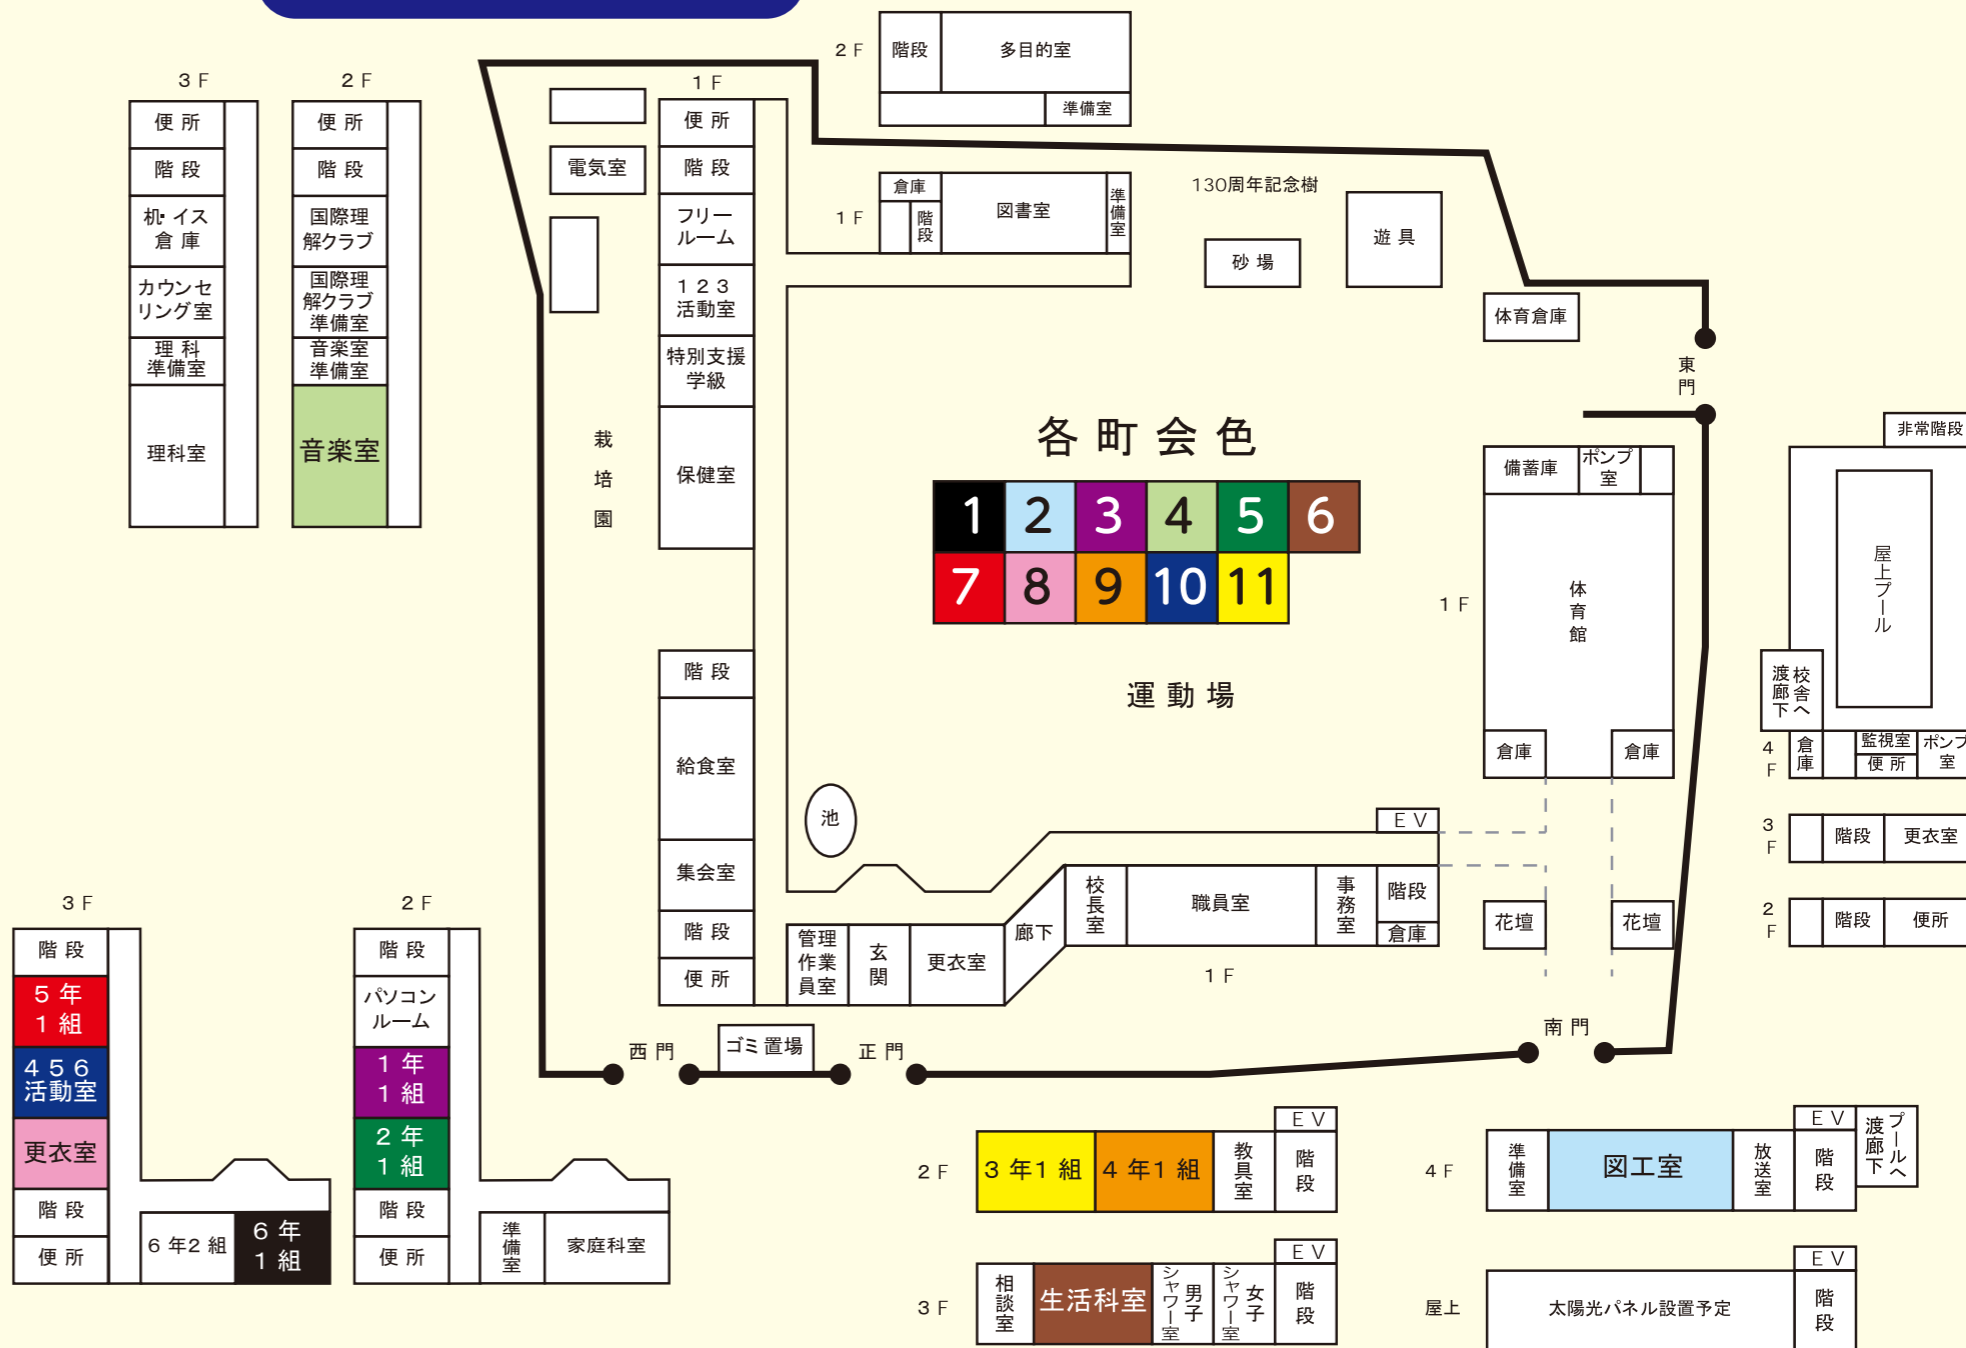 3F
便所
階段
机・イス
倉庫
カウンセ
リング室
理科
準備室
理科室
2F
便所
階段
国際理
解クラブ
国際理
解クラブ
準備室
音楽室
準備室
音楽室
電気室
栽培園
1F
便所
階段
フリー
ルーム
123
活動室
特別支援
学級
保健室
階段
給食室
集会室
階段
便所
2F
階段
多目的室
準備室
1F
倉庫
階段
図書室
準備室
130周年記念樹
砂場
遊具
体育倉庫
東門
各町会色
1 2 3 4 5 6
7 8 9 10 11
運動場
池
1F
備蓄庫
ポンプ
室
体育館
倉庫
倉庫
花壇
花壇
非常階段
屋上プール
校舎へ
渡廊下
4F
倉庫
監視室
便所
ポンプ
室
3F
階段
更衣室
2F
階段
便所
EV
管理
作業
員室
玄関
更衣室
廊下
校長室
職員室
事務室
階段
倉庫
1F
西門
ゴミ置場
正門
南門
3F
階段
5年
1組
456
活動室
更衣室
階段
便所
6年2組
6年
1組
2F
階段
パソコン
ルーム
1年
1組
2年
1組
階段
便所
準備室
家庭科室
2F
3年1組
4年1組
教具室
EV
階段
3F
相談室
生活科室
男子
シャワー室
女子
シャワー室
EV
階段
4F
準備室
図工室
放送室
EV
階段
プールへ
渡廊下
屋上
太陽光パネル設置予定
EV
階段